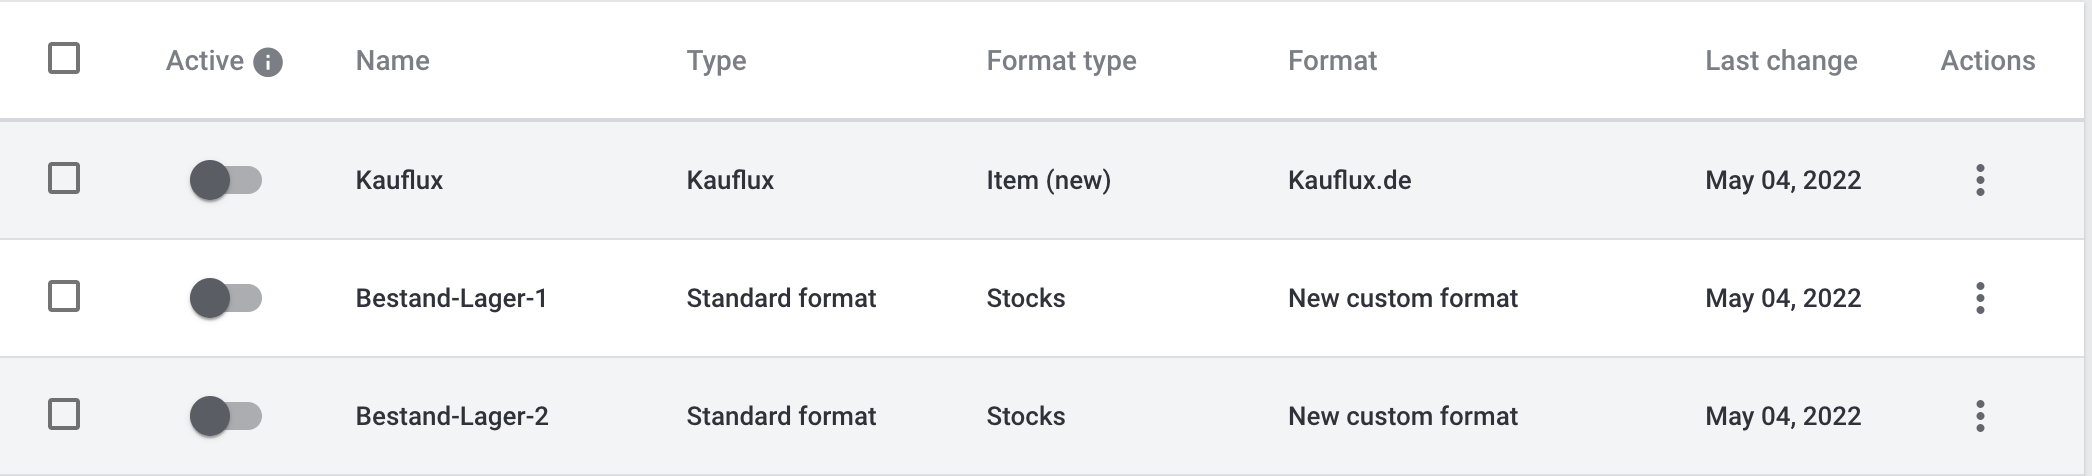 Active Name Type Format type Format Last change Actions
Kauflux Kauflux Item (new) Kauflux.de May 04, 2022
Bestand-Lager-1 Standard format Stocks New custom format May 04, 2022
Bestand-Lager-2 Standard format Stocks New custom format May 04, 2022